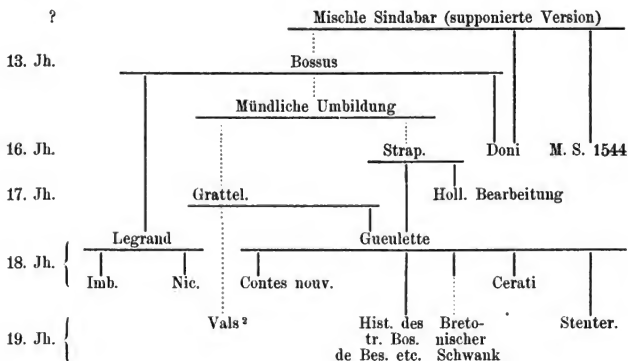 ? Mischle Sindabar (supponierte Version)
13. Jh. Bossus
Mündliche Umbildung
16. Jh. Strap. Doni M. S. 1544
17. Jh. Grattel. Holl. Bearbeitung
Legrand Gueulette
18. Jh.
Imb. Nic. Contes nouv. Cerati
Vals² Hist. des Breto- Stenter.
19. Jh. tr. Bos. nischer
de Bes. etc. Schwank